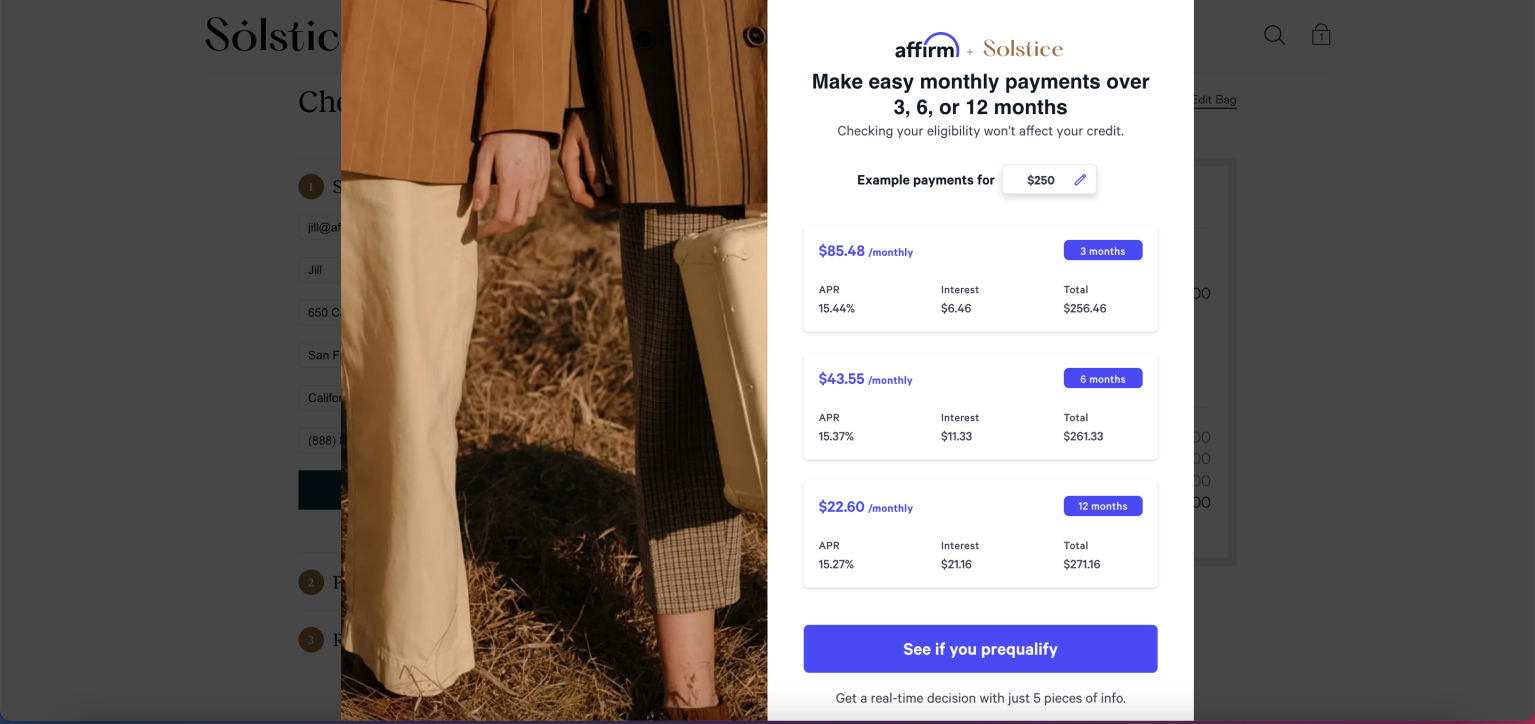 Solstic
1
Che
Edit Bag
1 S
jill@af
Jill
650 C
San F
Califor
(888)
2
3
00
00
00
00
00
affirm + Solstice
Make easy monthly payments over
3, 6, or 12 months
Checking your eligibility won't affect your credit.
Example payments for $250
$85.48 /monthly 3 months
APR Interest Total
15.44% $6.46 $256.46
$43.55 /monthly 6 months
APR Interest Total
15.37% $11.33 $261.33
$22.60 /monthly 12 months
APR Interest Total
15.27% $21.16 $271.16
See if you prequalify
Get a real-time decision with just 5 pieces of info.